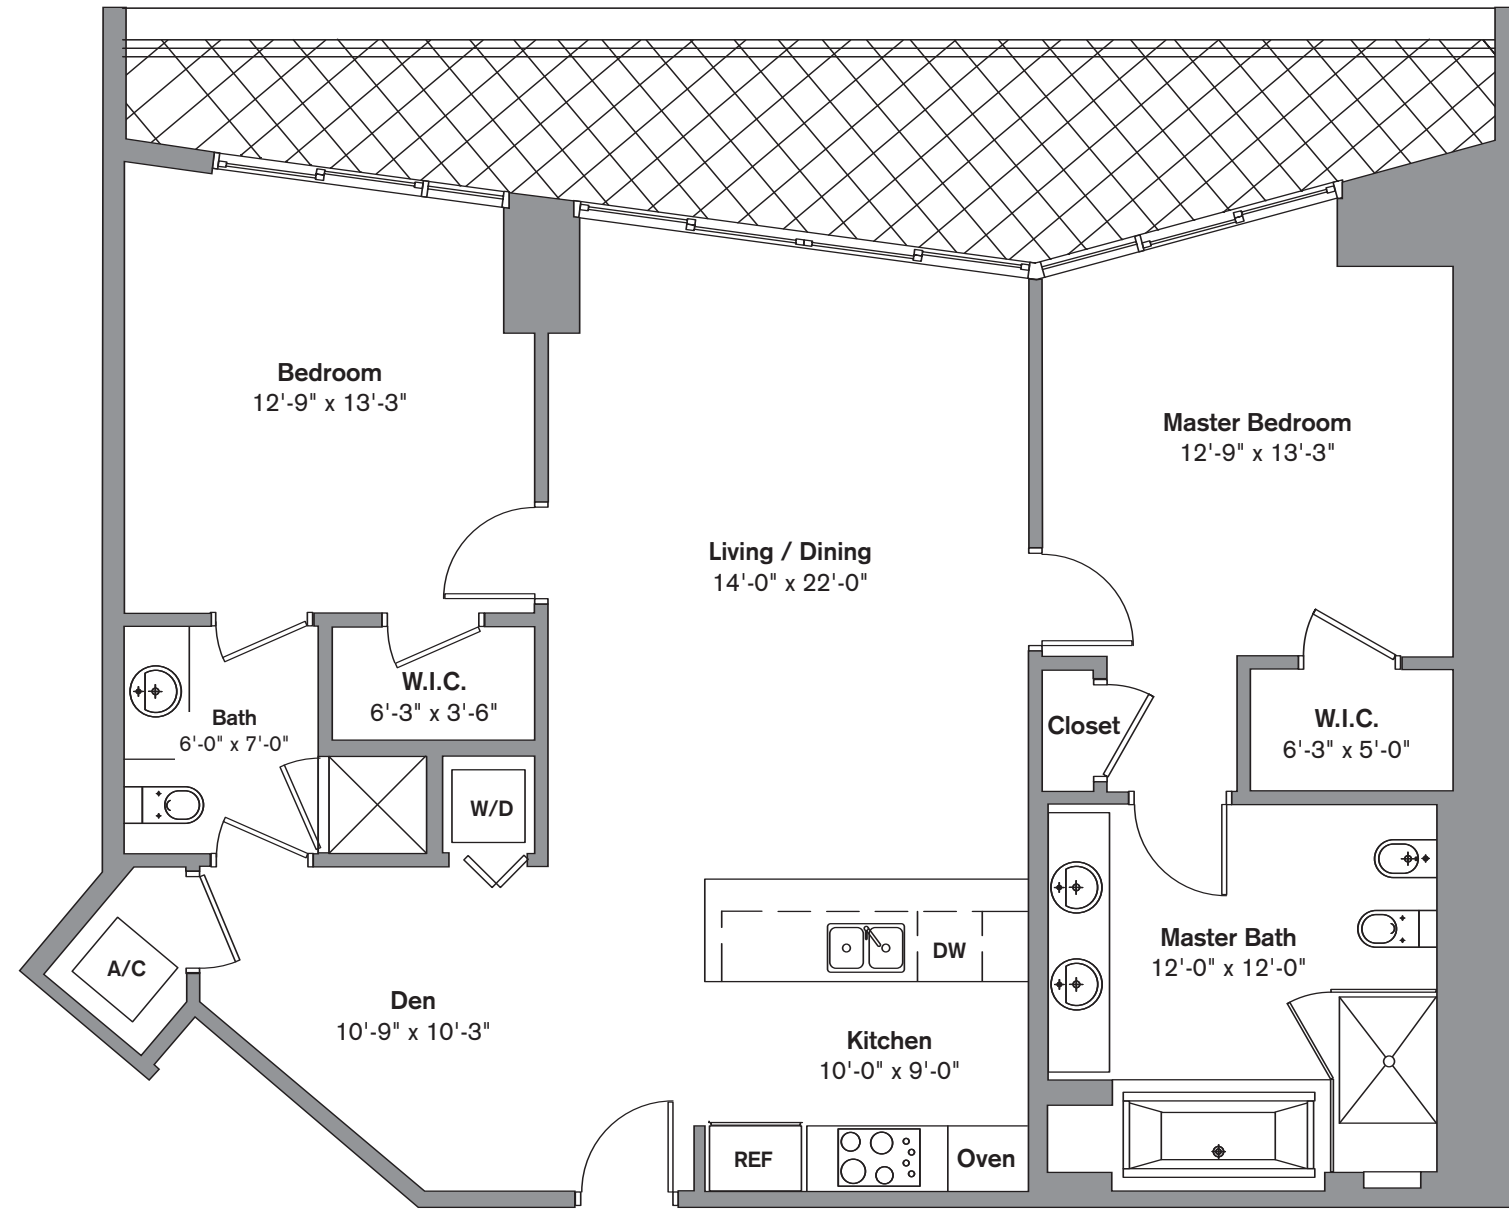 Bedroom
12'-9" x 13'-3"
Master Bedroom
12'-9" x 13'-3"
Living / Dining
14'-0" x 22'-0"
W.I.C.
6'-3" x 3'-6"
Bath
6'-0" x 7'-0"
Closet
W.I.C.
6'-3" x 5'-0"
W/D
A/C
DW
Master Bath
12'-0" x 12'-0"
Den
10'-9" x 10'-3"
Kitchen
10'-0" x 9'-0"
REF
Oven